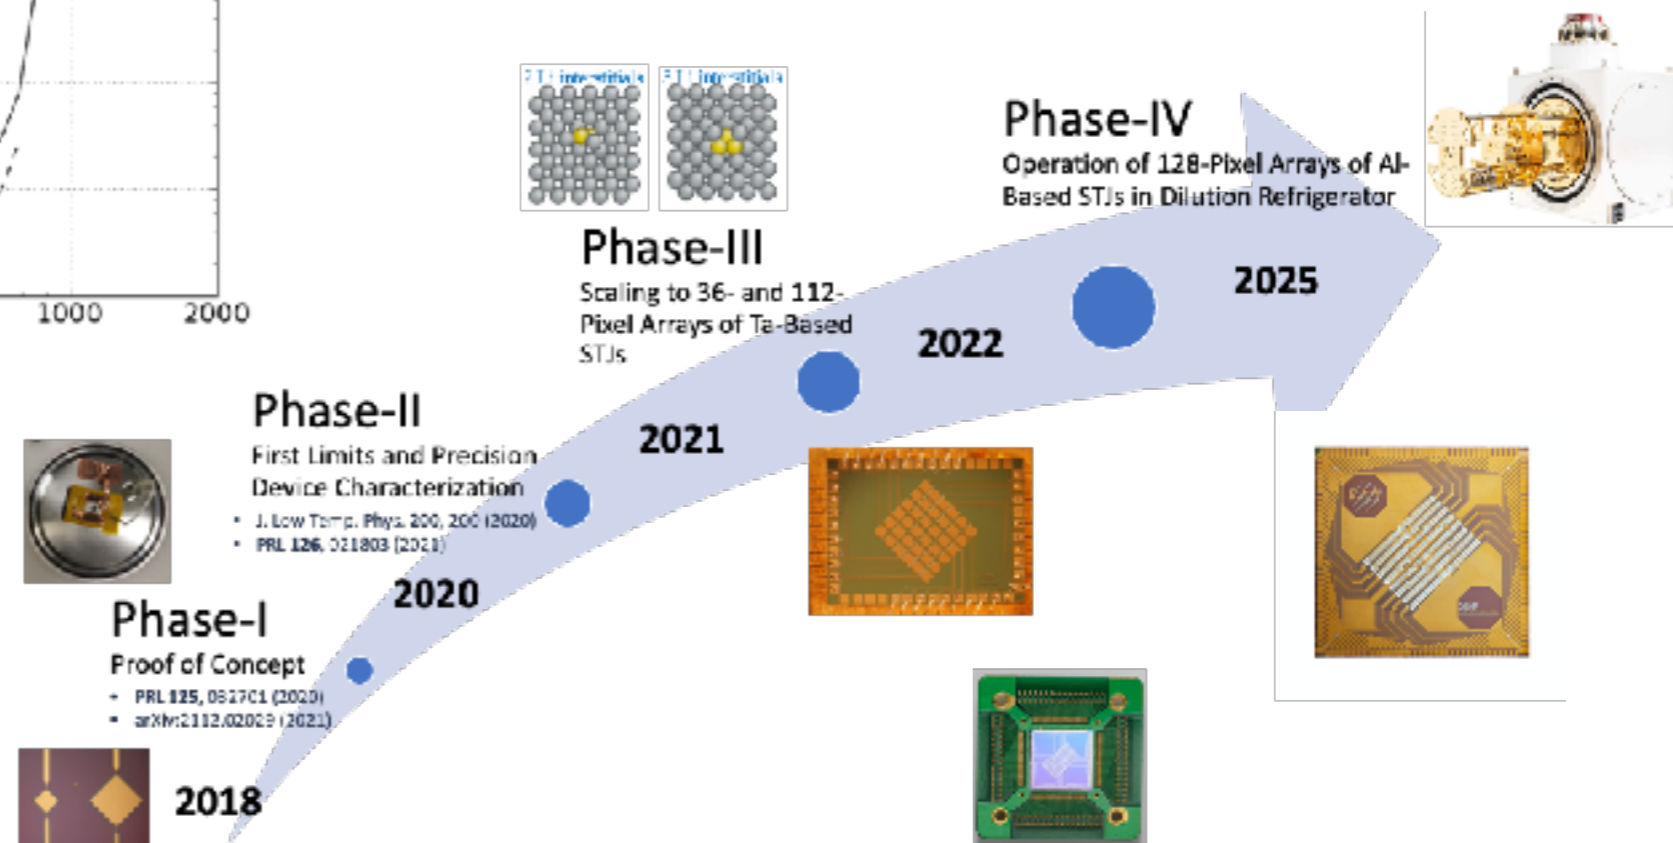 1000
2000
interstitials
interstitials
Phase-IV
Operation of 128-Pixel Arrays of Al-
Based STJs in Dilution Refrigerator
2025
Phase-III
Scaling to 36- and 112-
Pixel Arrays of Ta-Based
STJs
2022
2021
Phase-II
First Limits and Precision
Device Characterization
• J. Low Temp. Phys. 200, 200 (2020)
• PRL 126, 021803 (2021)
2020
Phase-I
Proof of Concept
• PRL 125, 032701 (2020)
• arXiv:2112.02029 (2021)
2018